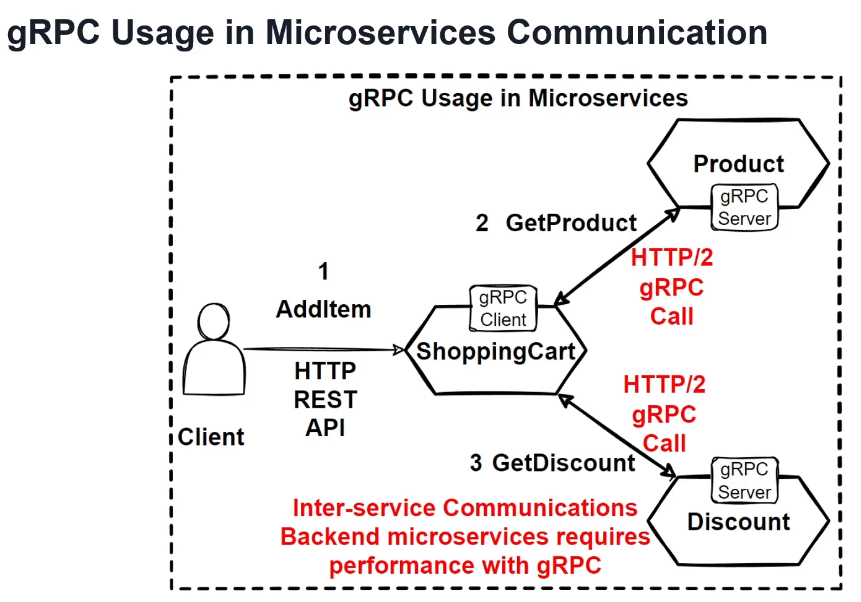 gRPC Usage in Microservices Communication
gRPC Usage in Microservices
Product
gRPC
Server
2 GetProduct
HTTP/2
gRPC
Call
1
AddItem
gRPC
Client
ShoppingCart
HTTP
REST
API
Client
HTTP/2
gRPC
Call
3 GetDiscount
gRPC
Server
Discount
Inter-service Communications
Backend microservices requires
performance with gRPC